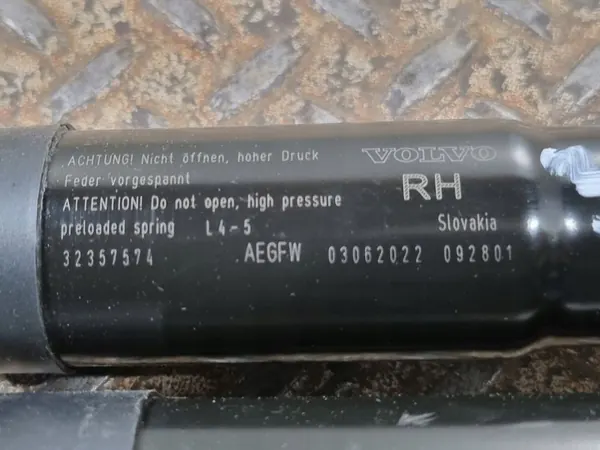 ACHTUNG! Nicht öffnen, hoher Druck
Feder vorgespannt
ATTENTION! Do not open, high pressure
preloaded spring L4-5
32357574
VOLVO
RH
Slovakia
AEGFW 03062022 092801